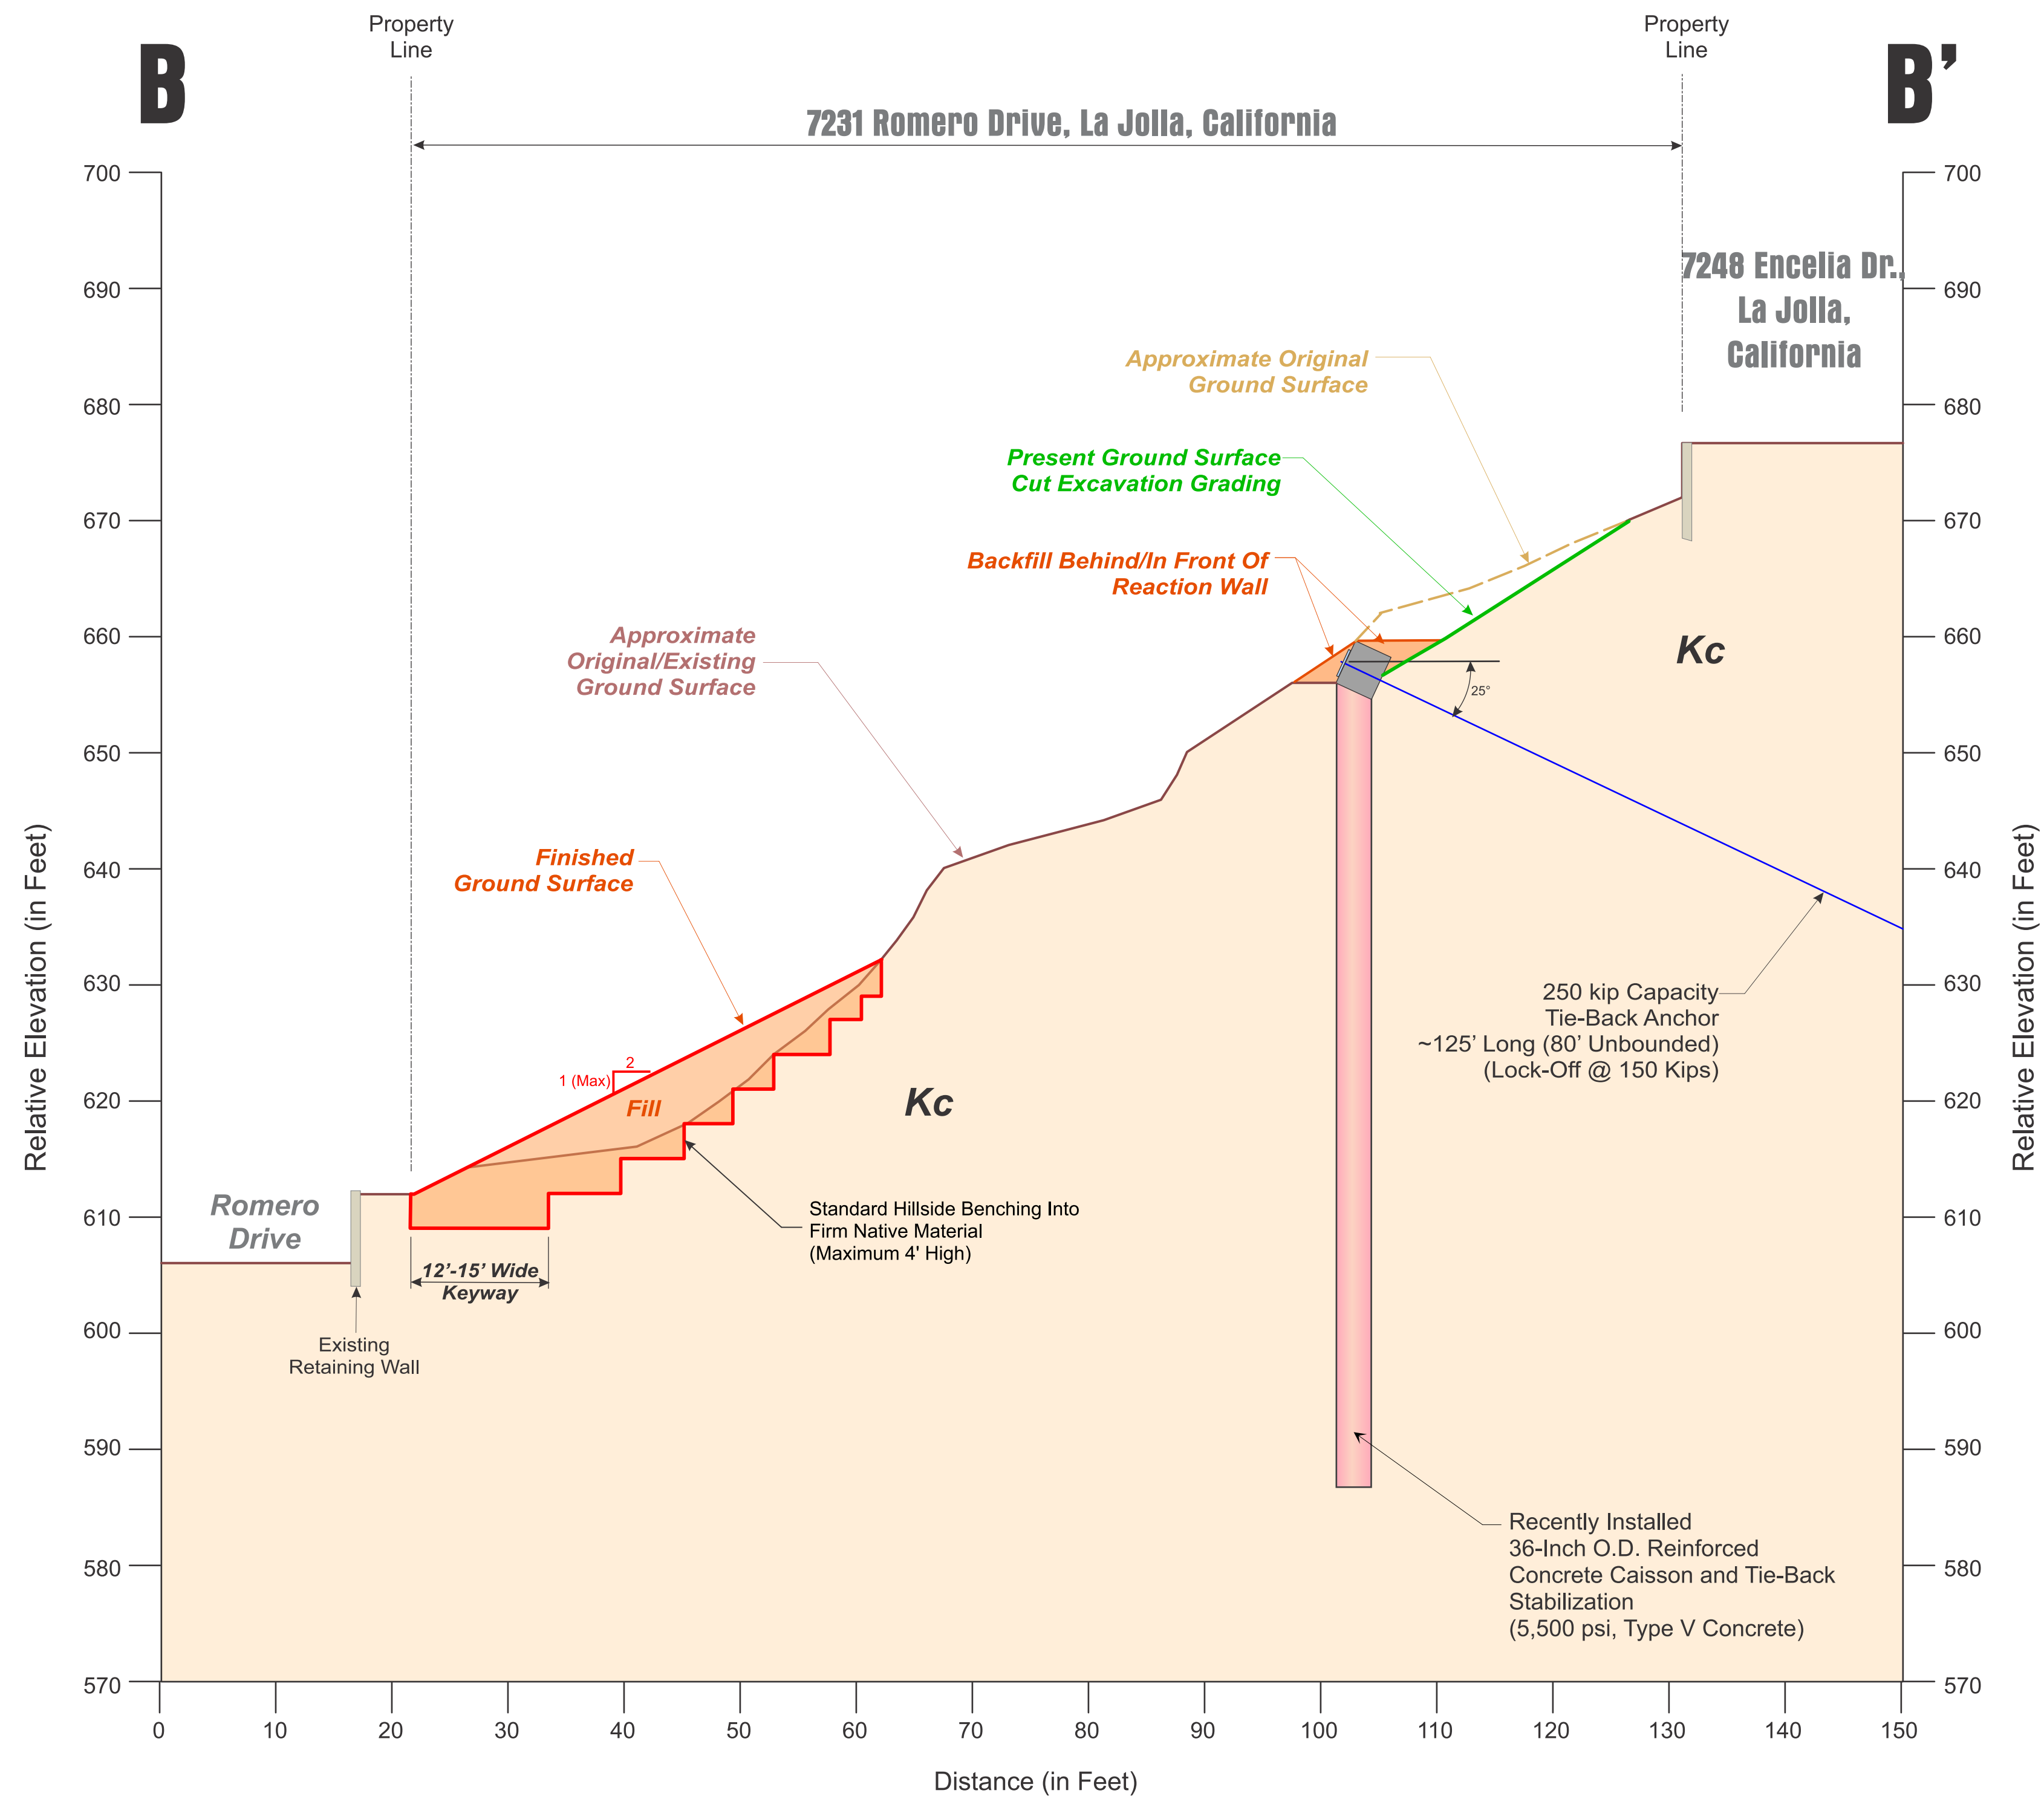 Property
Line
Property
Line
B
B’
7231 Romero Drive, La Jolla, California
700
690
680
670
660
650
640
630
620
610
600
590
580
570
Relative Elevation (in Feet)
7248 Encelia Dr.,
La Jolla,
California
Approximate Original
Ground Surface
Present Ground Surface
Cut Excavation Grading
Backfill Behind/In Front Of
Reaction Wall
Approximate
Original/Existing
Ground Surface
Kc
25°
Finished
Ground Surface
250 kip Capacity
Tie-Back Anchor
~125’ Long (80’ Unbounded)
(Lock-Off @ 150 Kips)
2
1 (Max)
Fill
Kc
Romero
Drive
Standard Hillside Benching Into
Firm Native Material
(Maximum 4' High)
12’-15’ Wide
Keyway
Existing
Retaining Wall
Recently Installed
36-Inch O.D. Reinforced
Concrete Caisson and Tie-Back
Stabilization
(5,500 psi, Type V Concrete)
700
690
680
670
660
650
640
630
620
610
600
590
580
570
Relative Elevation (in Feet)
0 10 20 30 40 50 60 70 80 90 100 110 120 130 140 150
Distance (in Feet)